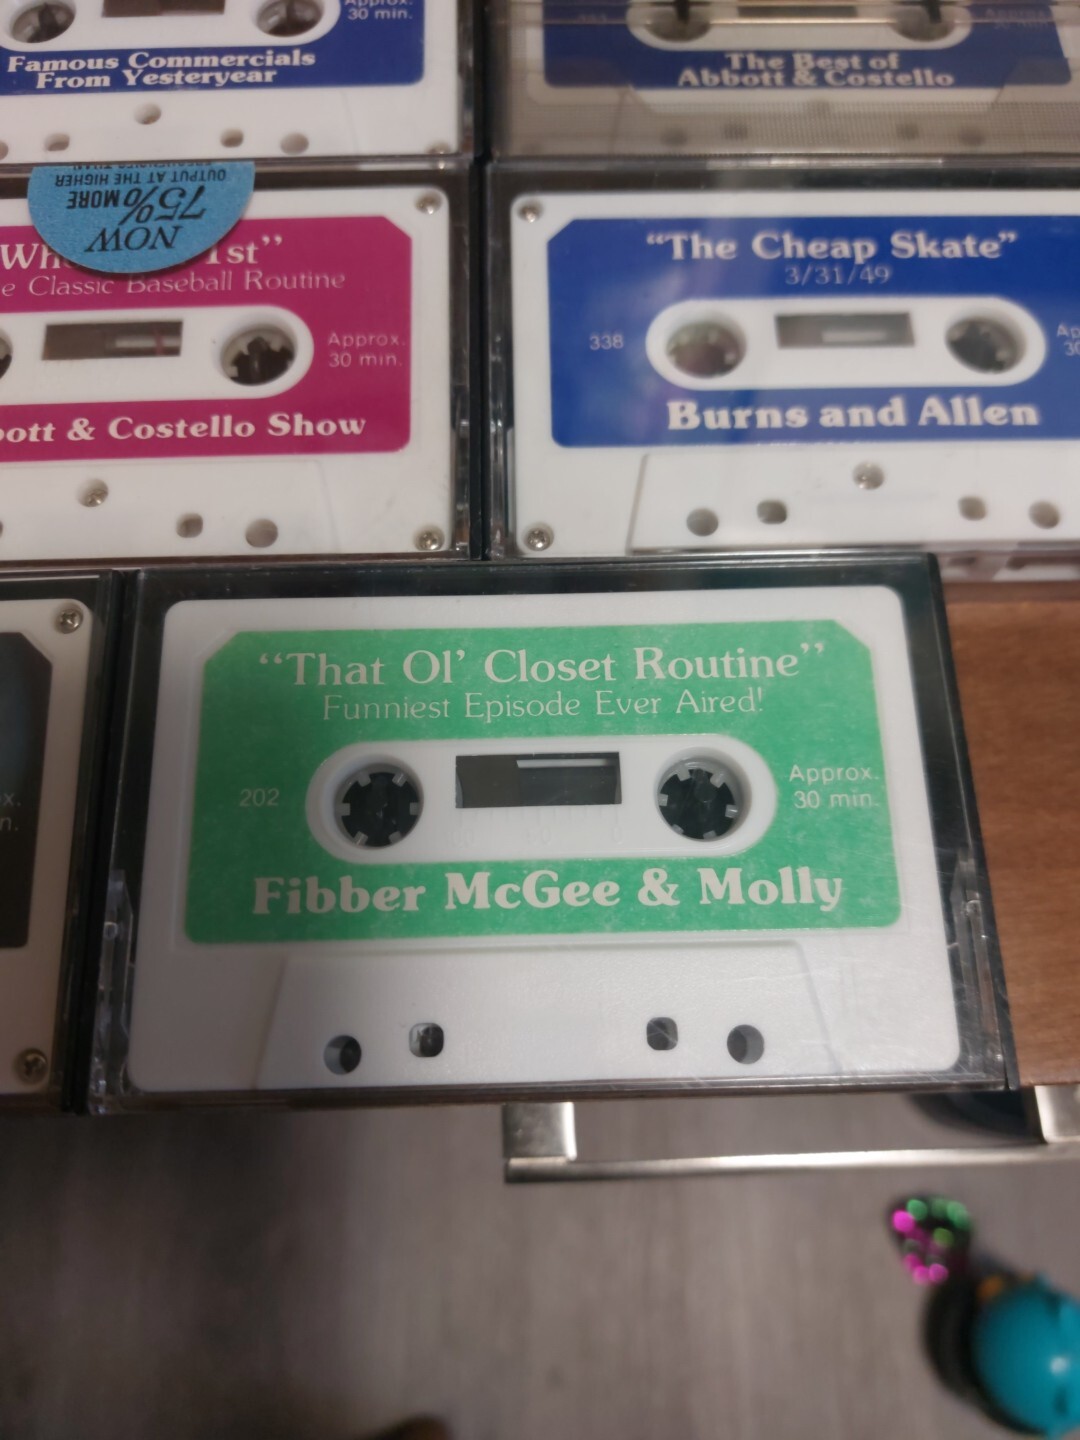 Approx.
30 min.
Famous Commercials
From Yesteryear
The Best of
Abbott & Costello
NOW
75% MORE
OUTPUT AT THE HIGHER
THAN
1st”
Classic Baseball Routine
Approx.
30 min.
& Costello Show
“The Cheap Skate”
3/31/49
338
Burns and Allen
“That Ol’ Closet Routine”
Funniest Episode Ever Aired!
202
Approx.
30 min.
Fibber McGee & Molly